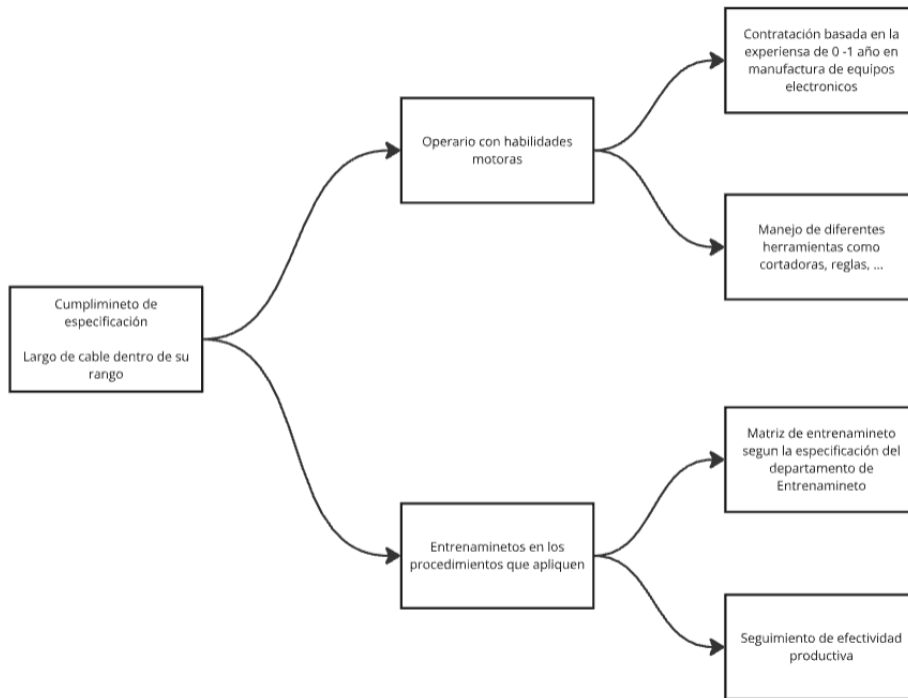 Contratación basada en la
experiensa de 0 -1 año en
manufactura de equipos
electronicos
Operario con habilidades
motoras
Manejo de diferentes
herramientas como
cortadoras, reglas, ...
Cumplimineto de
especificación
Largo de cable dentro de su
rango
Matriz de entrenamineto
segun la especificación del
departamento de
Entrenamineto
Entrenaminetos en los
procedimientos que apliquen
Seguimiento de efectividad
productiva